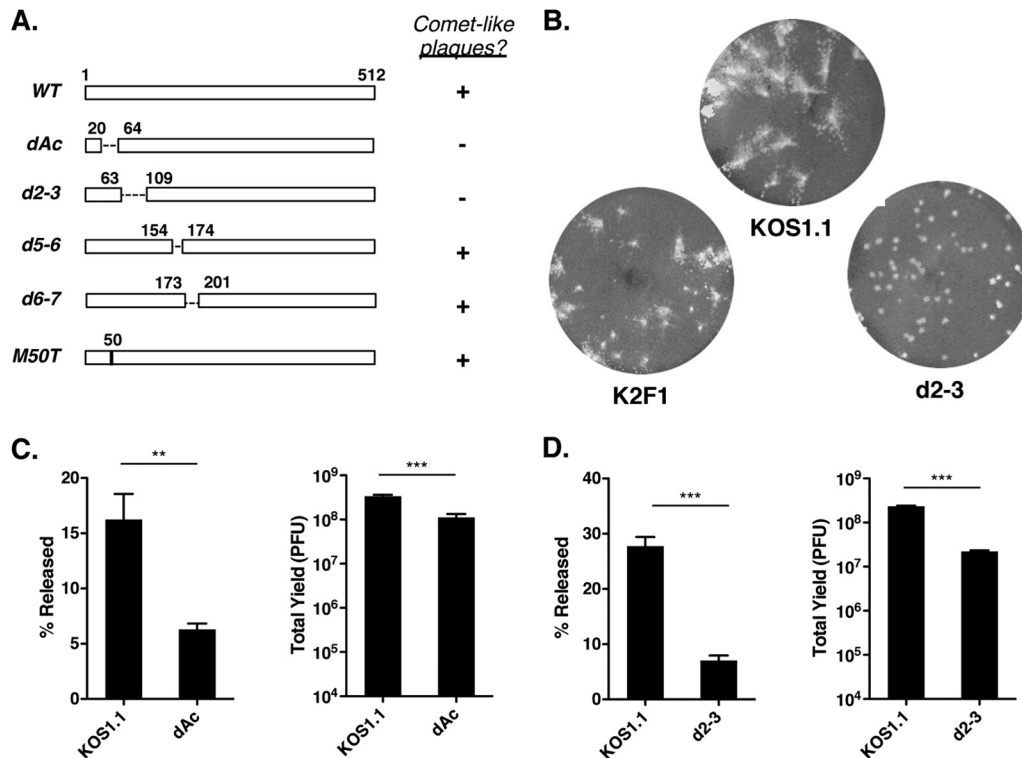 A.
Comet-like
plaques?
1 512
WT +
20 64
dAc -
63 109
d2-3 -
154 174
d5-6 +
173 201
d6-7 +
50
M50T +
B.
KOS1.1
K2F1
d2-3
C.
**
% Released
20
15
10
5
0
KOS1.1
dAc
***
Total Yield (PFU)
10⁹
10⁸
10⁷
10⁶
10⁵
10⁴
KOS1.1
dAc
D.
***
% Released
40
30
20
10
0
KOS1.1
d2-3
***
Total Yield (PFU)
10⁹
10⁸
10⁷
10⁶
10⁵
10⁴
KOS1.1
d2-3